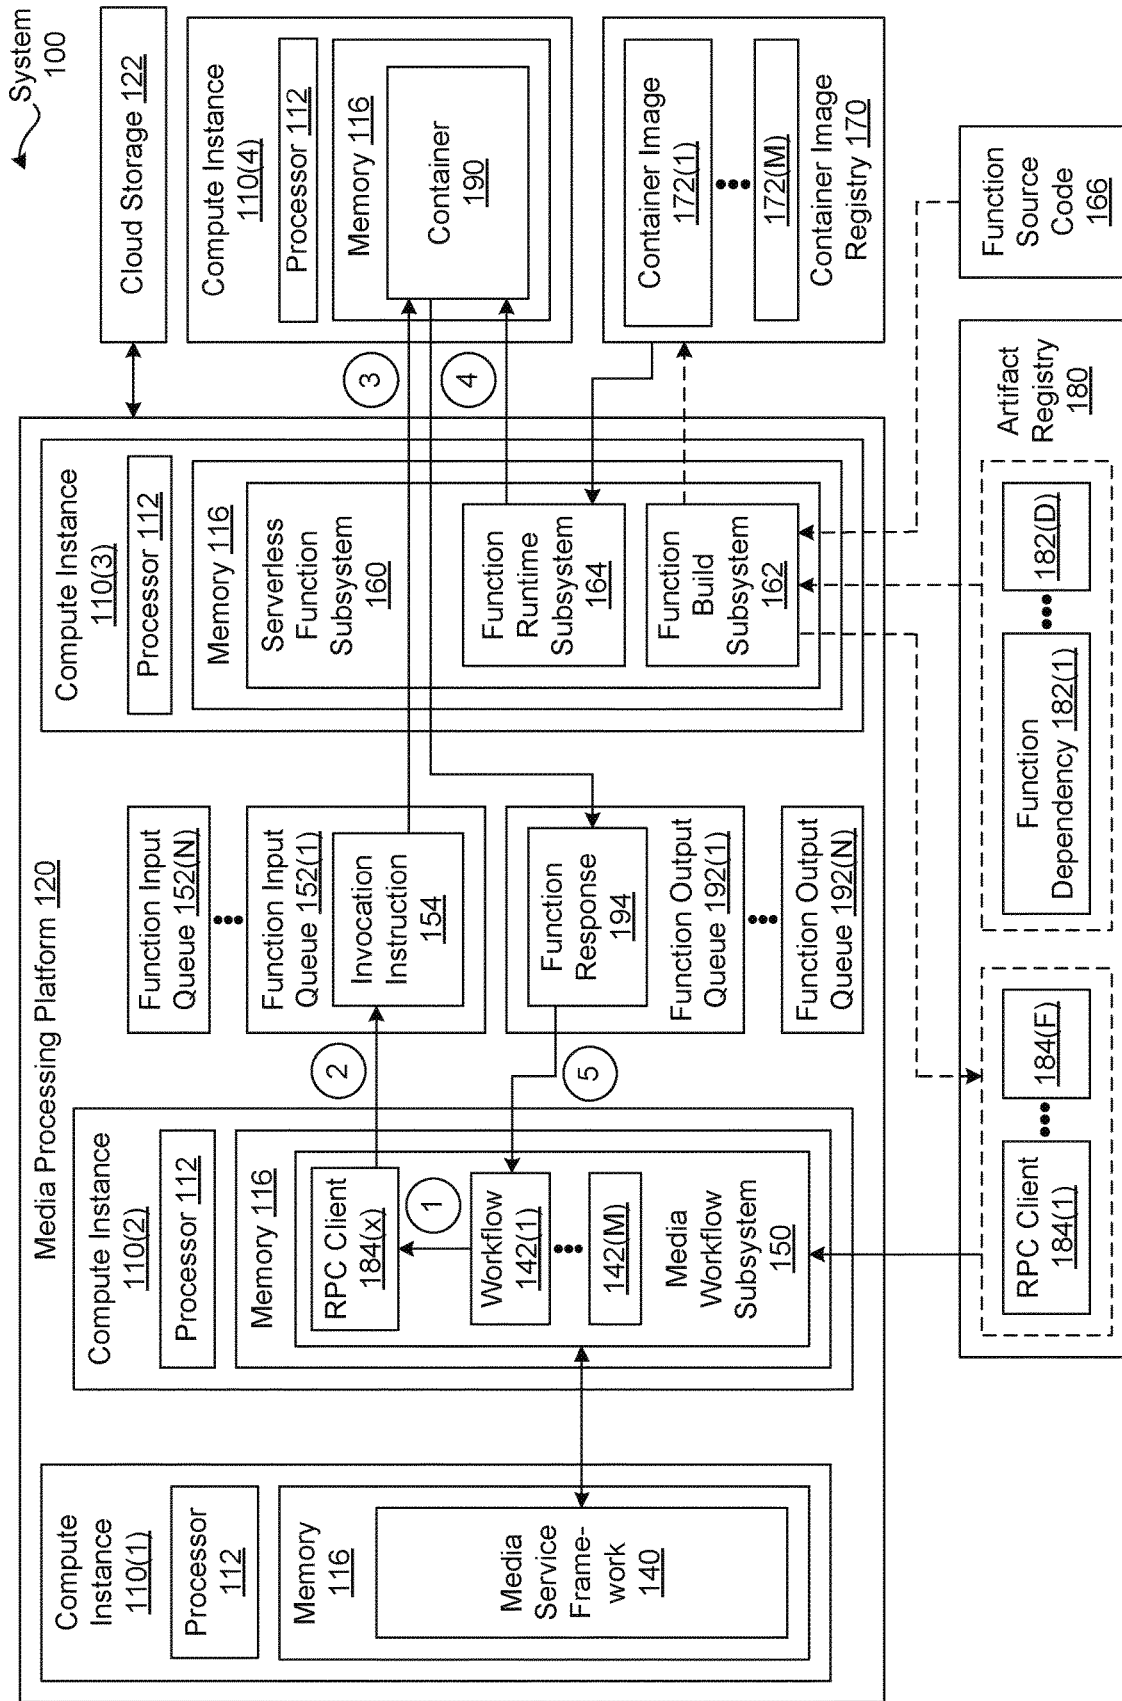 System
100
Media Processing Platform 120
Cloud Storage 122
Compute
Instance
110(1)
Processor
112
Memory
116
Media
Service
Frame-
work
140
Compute Instance
110(2)
Processor 112
Memory 116
RPC Client
184(x)
1
Workflow
142(1)
142(M)
Media
Workflow
Subsystem
150
2
5
Function Input
Queue 152(N)
Function Input
Queue 152(1)
Invocation
Instruction
154
Function
Response
194
Function Output
Queue 192(1)
Function Output
Queue 192(N)
Compute Instance
110(3)
Processor 112
Memory 116
Serverless
Function
Subsystem
160
Function
Runtime
Subsystem
164
Function
Build
Subsystem
162
3
4
Compute Instance
110(4)
Processor 112
Memory 116
Container
190
Container Image
172(1)
172(M)
Container Image
Registry 170
RPC Client
184(1)
184(F)
Function
Dependency 182(1)
182(D)
Artifact
Registry
180
Function
Source
Code
166